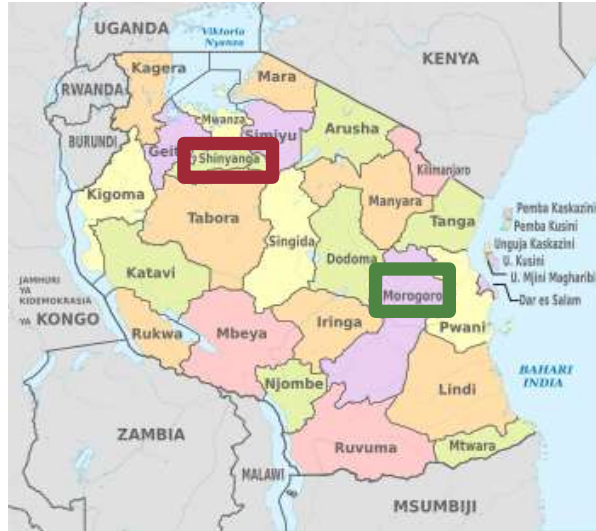 UGANDA
Viktoria
Nyanza
KENYA
Kagera
Mara
RWANDA
Mwanza
BURUNDI
Geita
Simiyu
Arusha
Shinyanga
Kilimanjaro
Kigoma
Manyara
Tabora
Tanga
Pemba Kaskazini
Pemba Kusini
Singida
Unguja Kaskazini
Dodoma
U. Kusini
Katavi
U. Mjini Magharibi
JAMHURI
YA
KIDEMOKRASIA
YA KONGO
Morogoro
Dar es Salam
Rukwa
Mbeya
Iringa
Pwani
BAHARI
INDIA
Njombe
Lindi
ZAMBIA
Ruvuma
Mtwara
MALAWI
MSUMBIJI